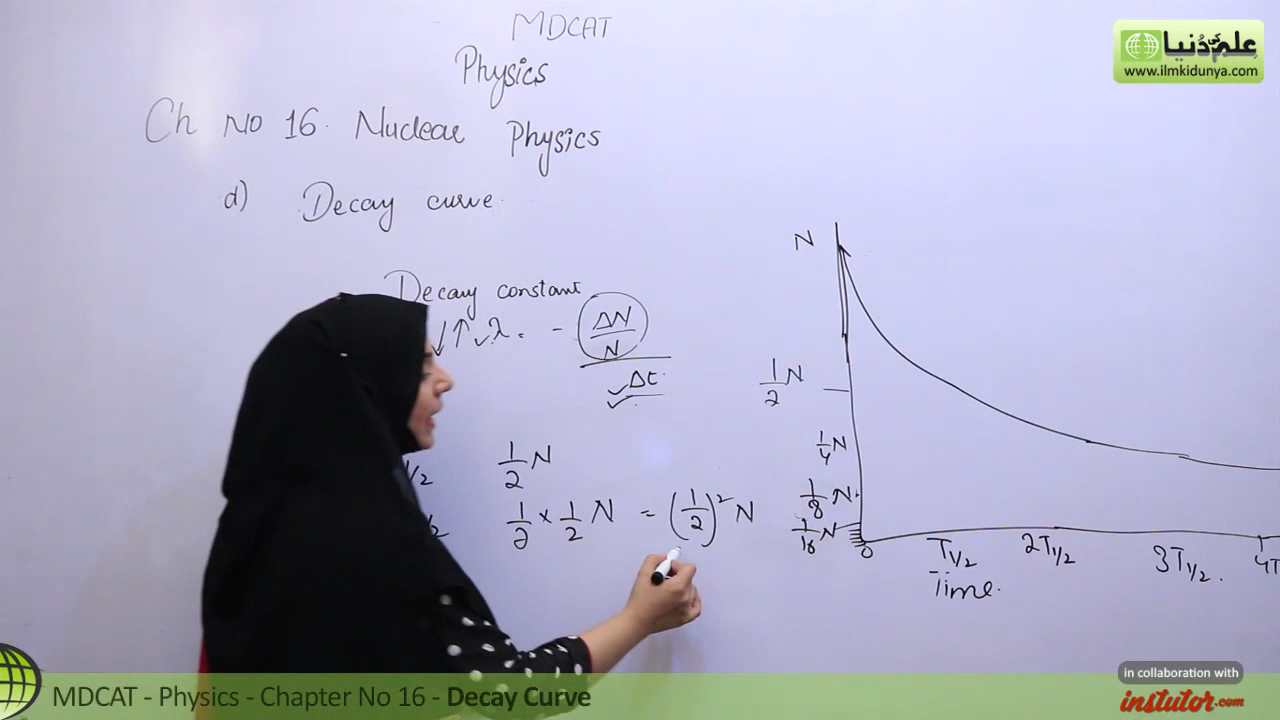 MDCAT
Physics
Ch No 16. Nuclear Physics
d) Decay curve.
Decay constant
↓↑ ✓λ = - (ΔN/N)
✓Δt
1/2 N
1/2 × 1/2 N = (1/2)² N
N
1/2 N
1/4 N
1/8 N
1/16 N
0 T1/2 2T1/2 3T1/2. 4T
Time.
علم کی دُنیا
www.ilmkidunya.com
in collaboration with
instutor.com
MDCAT - Physics - Chapter No 16 - Decay Curve